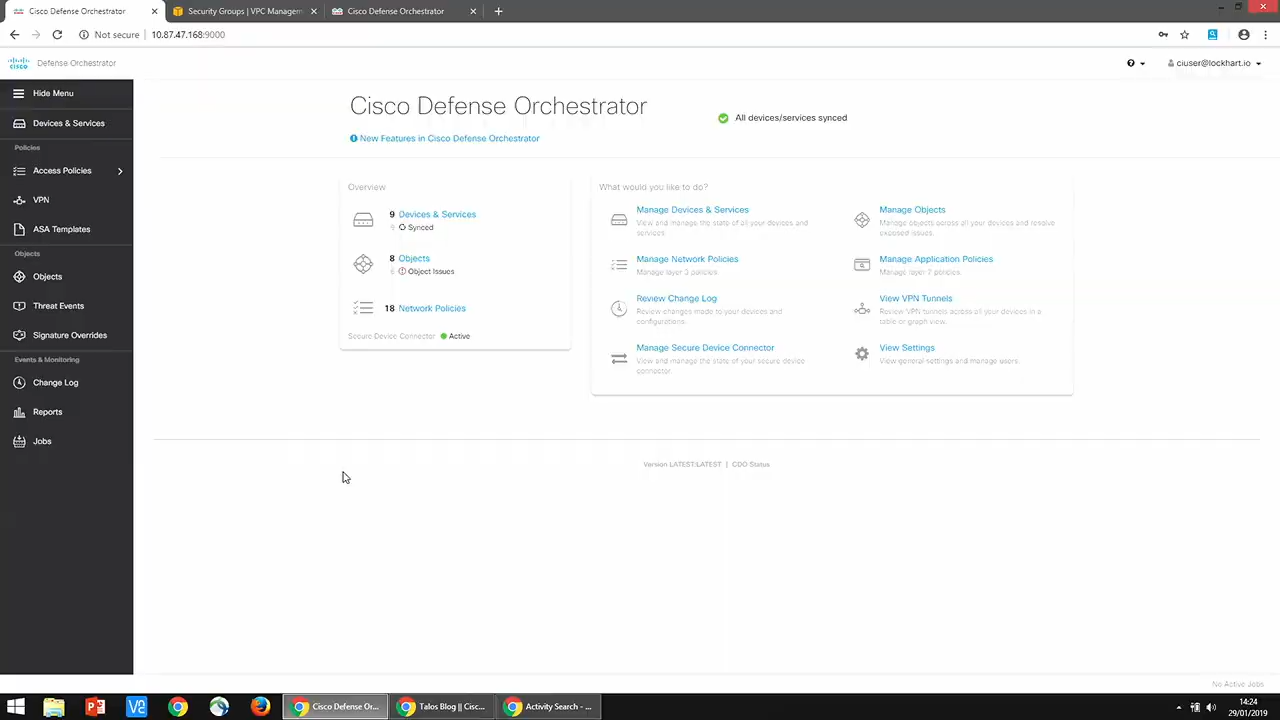 Cisco Defense Orchestrator
Security Groups | VPC Managem
Cisco Defense Orchestrator
Not secure
10.87.47.168:9000
cisco
Defense Orchestrator
ciuser@lockhart.io
Hide Menu
Devices & Services
Policies
Access Policies
VPN
Templates
Objects
Objects
Threat Events
Signature Overrides
Events & Monitoring
Change Log
Reports
Jobs
Cisco Defense Orchestrator
All devices/services synced
New Features in Cisco Defense Orchestrator
Overview
9 Devices & Services
9 Synced
8 Objects
6 Object Issues
18 Network Policies
Secure Device Connector Active
What would you like to do?
Manage Devices & Services
View and manage the state of all your devices and
services
Manage Network Policies
Manage layer 3 policies.
Review Change Log
Review changes made to your devices and
configurations.
Manage Secure Device Connector
View and manage the state of your secure device
connector.
Manage Objects
Manage objects across all your devices and resolve
exposed issues.
Manage Application Policies
Manage layer 7 policies.
View VPN Tunnels
Review VPN tunnels across all your devices in a
table or graph view.
View Settings
View general settings and manage users.
Version LATEST:LATEST | CDO Status
No Active Jobs
Cisco Defense Or...
Talos Blog || Cisc...
Activity Search - ...
14:24
29/01/2019